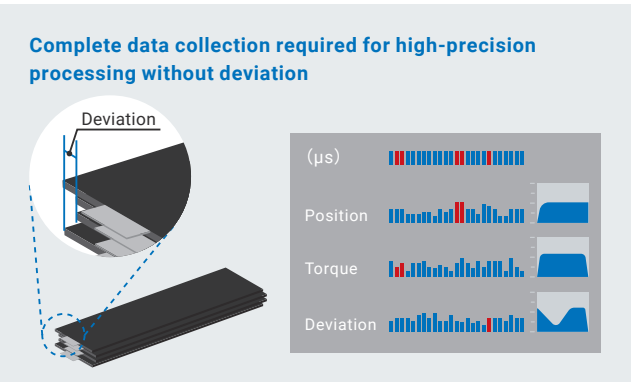 Complete data collection required for high-precision
processing without deviation
Deviation
(μs)
Position
Torque
Deviation